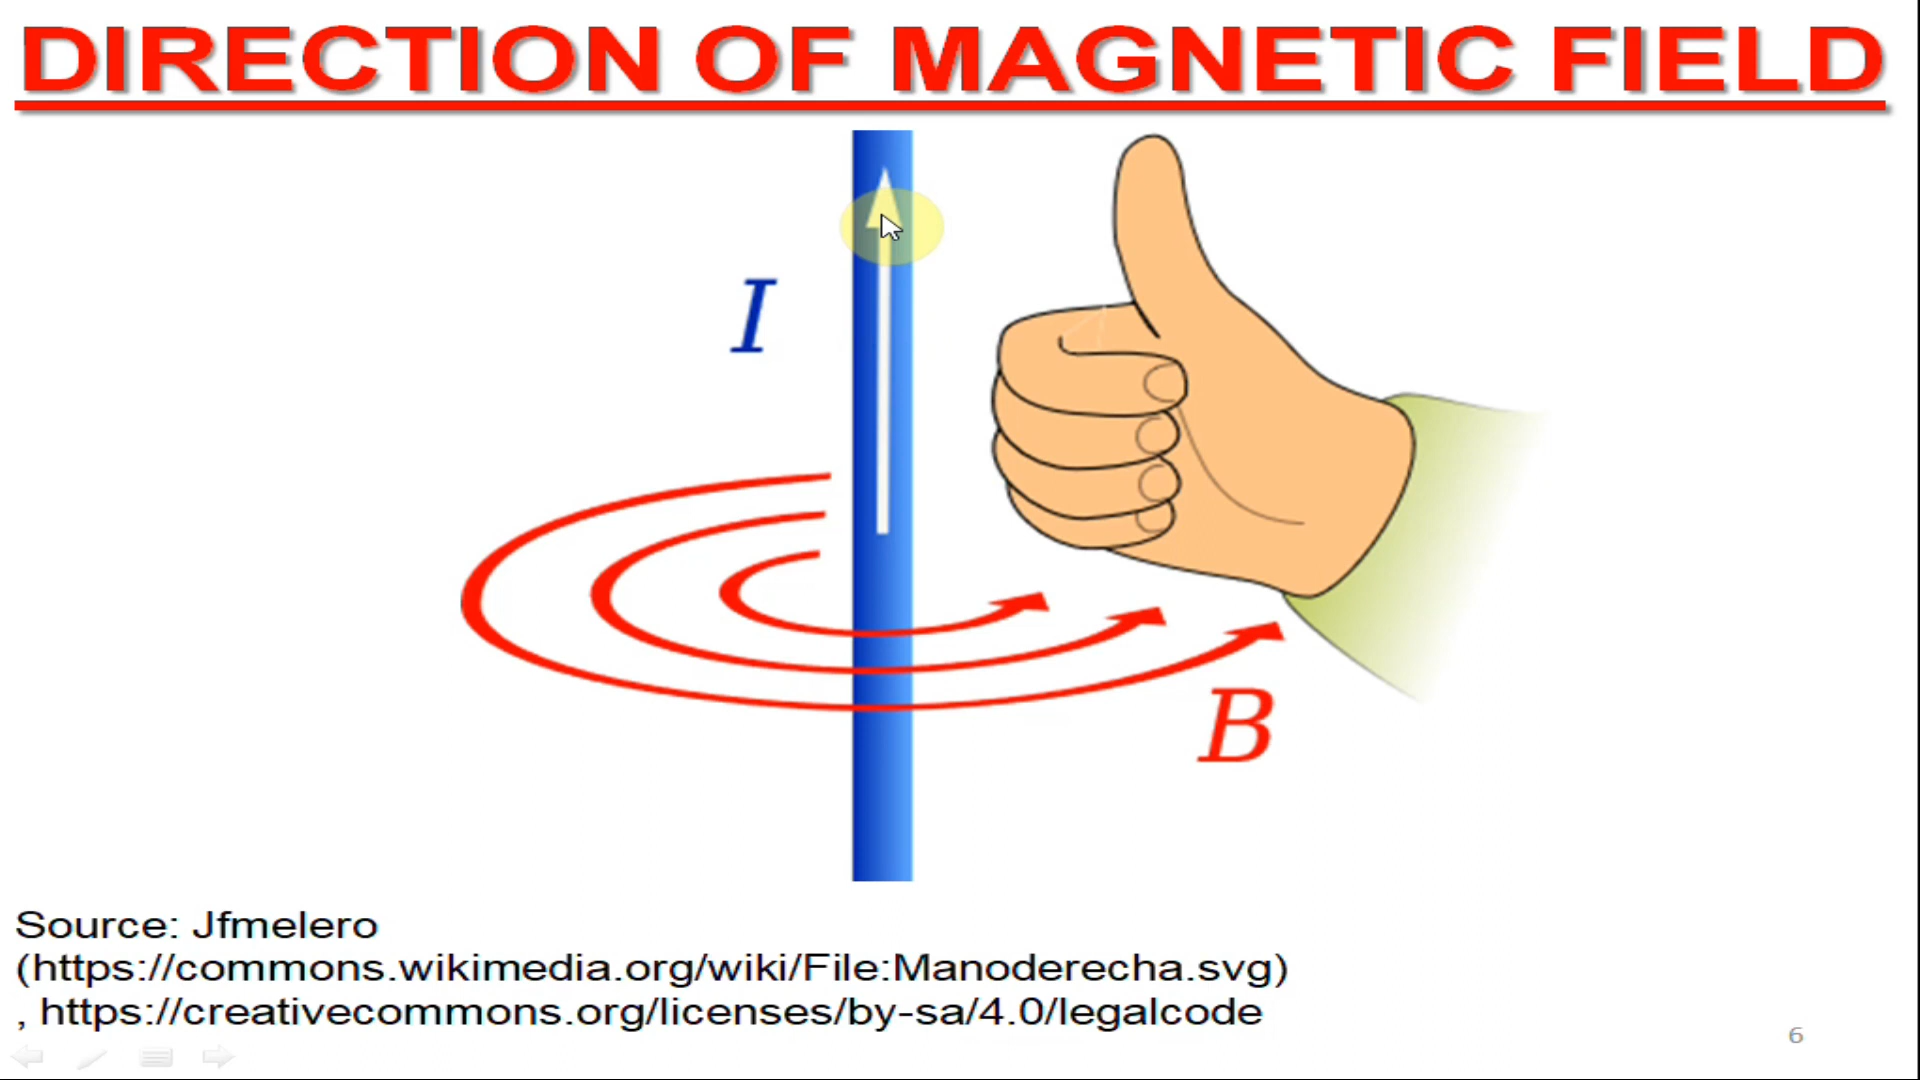 DIRECTION OF MAGNETIC FIELD
I
B
Source: Jfmelero
(https://commons.wikimedia.org/wiki/File:Manoderecha.svg)
, https://creativecommons.org/licenses/by-sa/4.0/legalcode
6